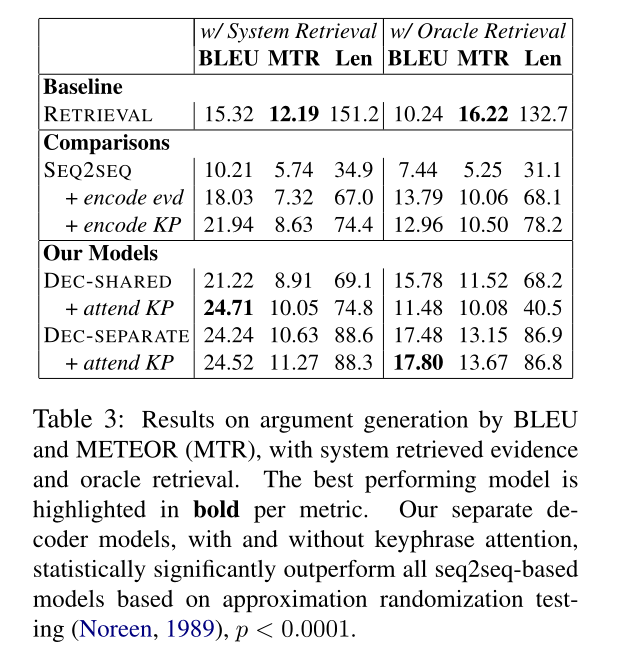 w/ System Retrieval w/ Oracle Retrieval
BLEU MTR Len BLEU MTR Len
Baseline
RETRIEVAL 15.32 12.19 151.2 10.24 16.22 132.7
Comparisons
SEQ2SEQ 10.21 5.74 34.9 7.44 5.25 31.1
+ encode evd 18.03 7.32 67.0 13.79 10.06 68.1
+ encode KP 21.94 8.63 74.4 12.96 10.50 78.2
Our Models
DEC-SHARED 21.22 8.91 69.1 15.78 11.52 68.2
+ attend KP 24.71 10.05 74.8 11.48 10.08 40.5
DEC-SEPARATE 24.24 10.63 88.6 17.48 13.15 86.9
+ attend KP 24.52 11.27 88.3 17.80 13.67 86.8
Table 3: Results on argument generation by BLEU
and METEOR (MTR), with system retrieved evidence
and oracle retrieval. The best performing model is
highlighted in bold per metric. Our separate de-
coder models, with and without keyphrase attention,
statistically significantly outperform all seq2seq-based
models based on approximation randomization test-
ing (Noreen, 1989), p < 0.0001.